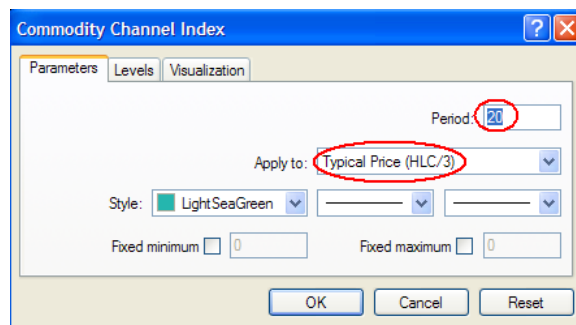 Commodity Channel Index
Parameters Levels Visualization
Period: 20
Apply to: Typical Price (HLC/3)
Style: LightSeaGreen
Fixed minimum 0 Fixed maximum 0
OK Cancel Reset